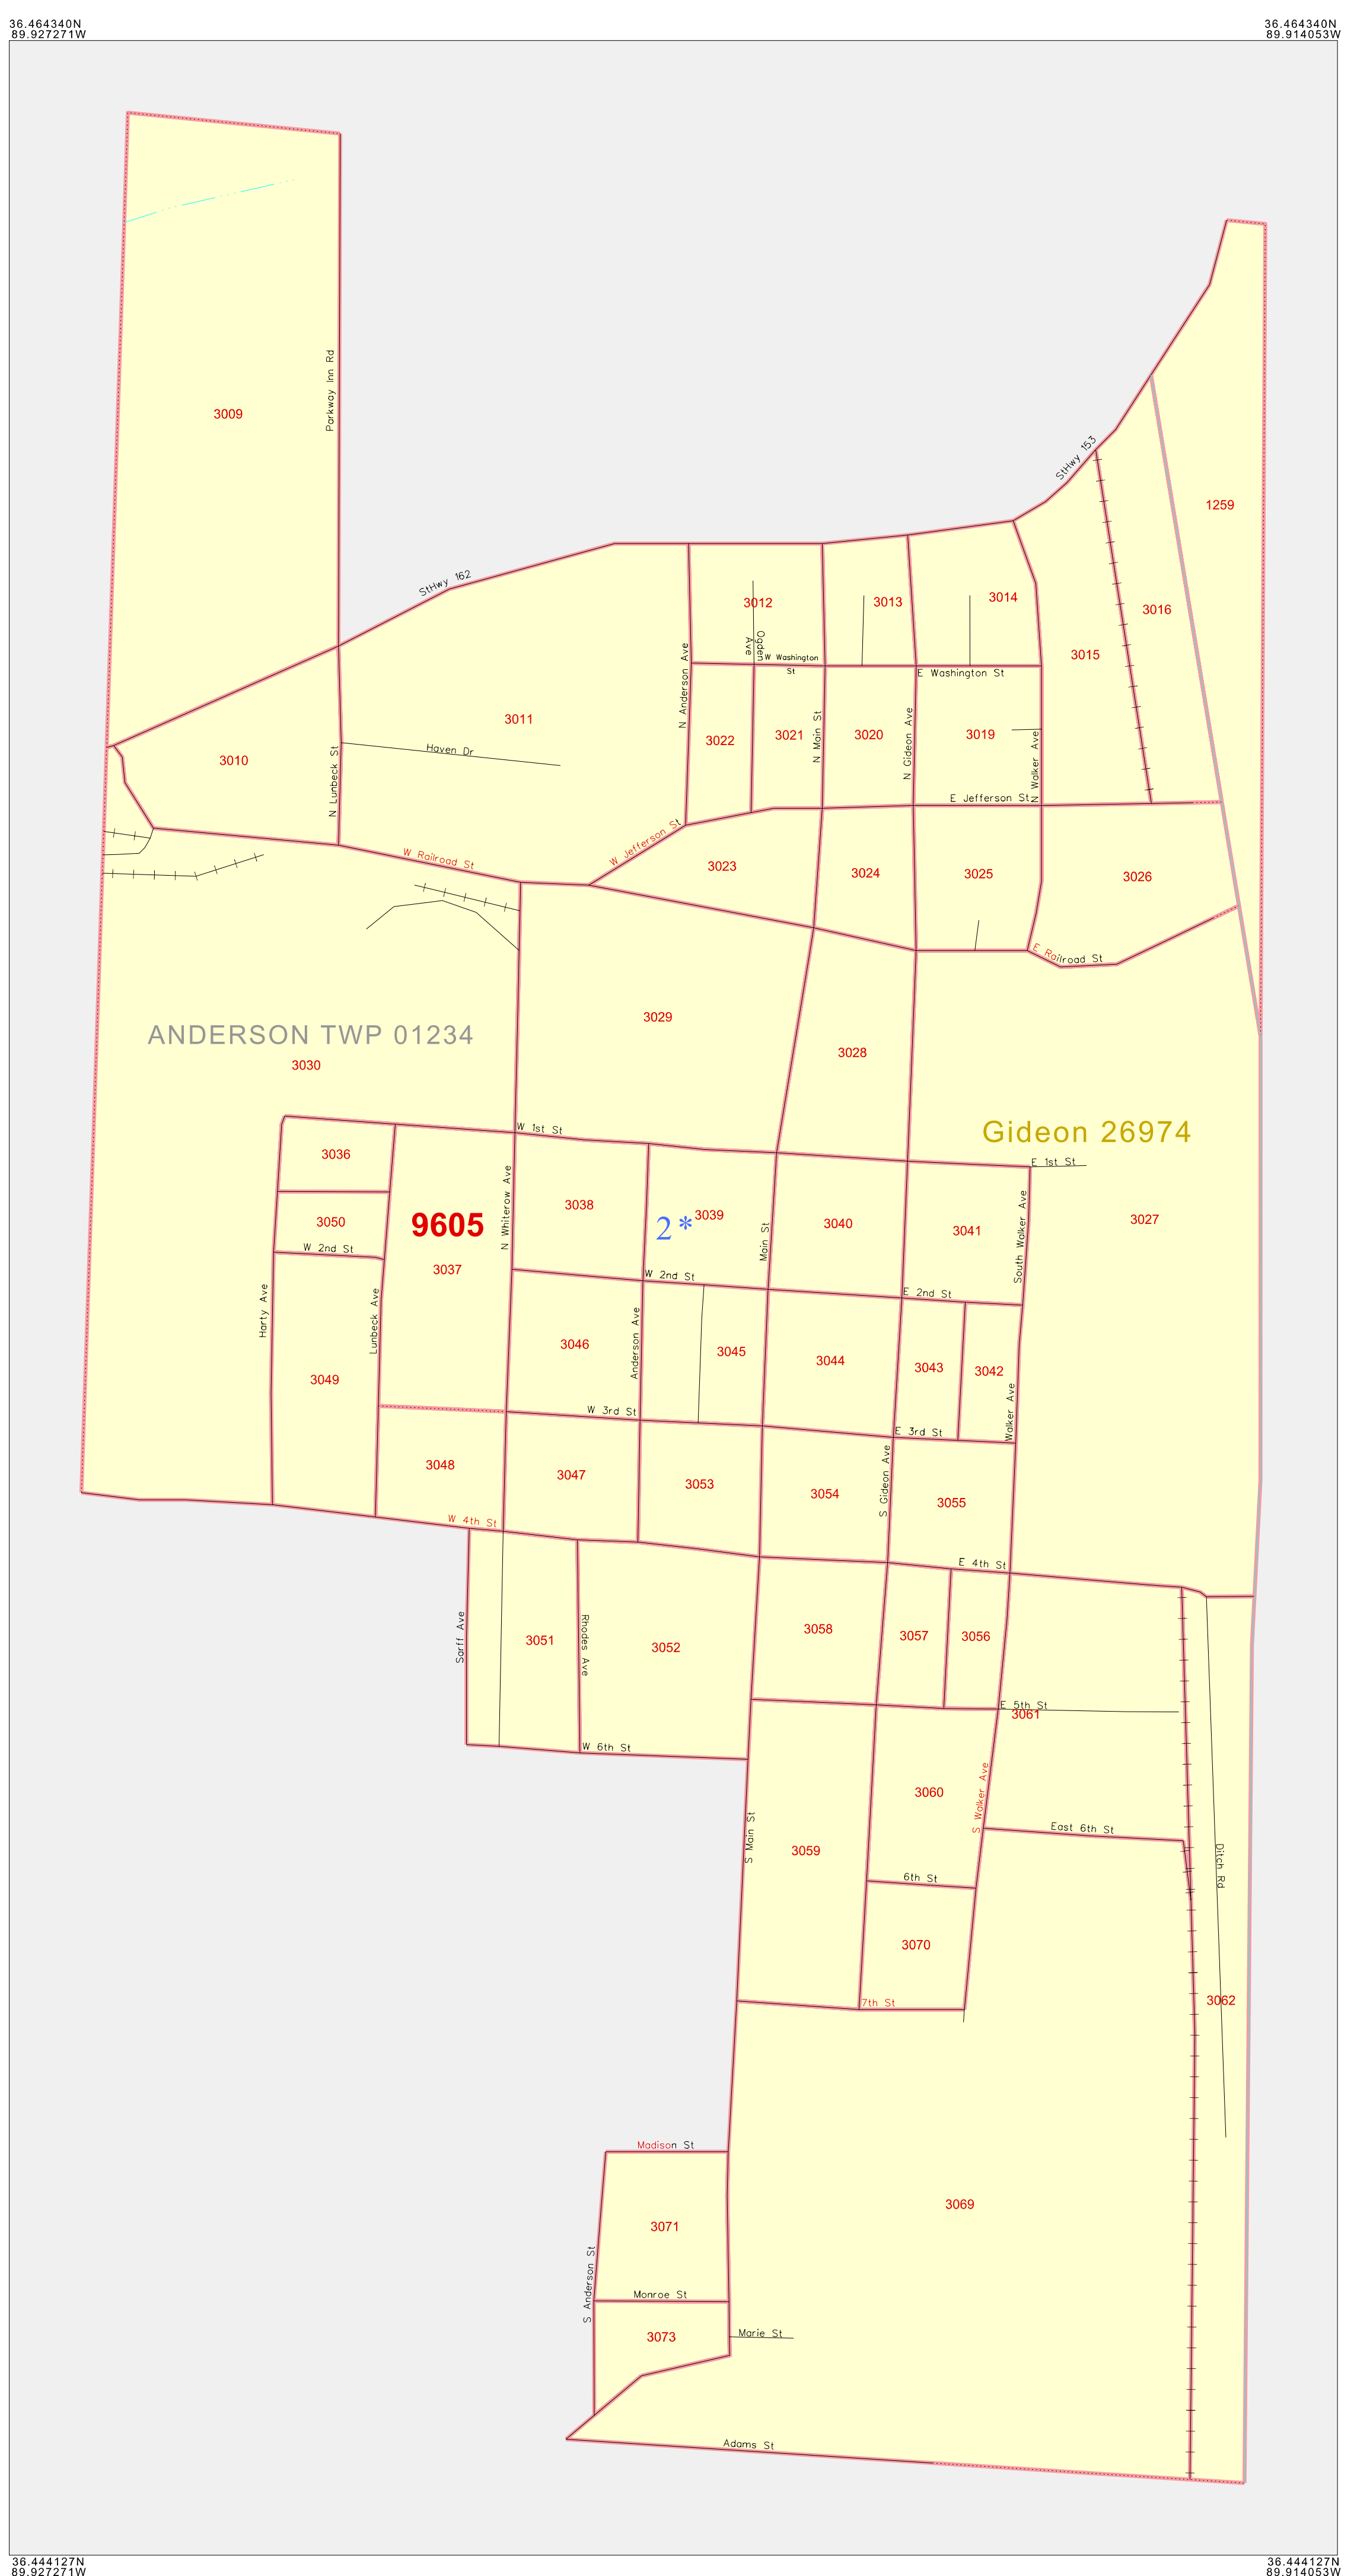 36.464340N
89.927271W
36.464340N
89.914053W
Parkway Inn Rd
3009
StHwy 153
1259
StHwy 162
3012
3013
3014
3016
Ogden
Ave
W Washington
St
E Washington St
3015
N Anderson Ave
3011
3022
3021
N Main St
3020
N Gideon Ave
3019
N Walker Ave
Haven Dr
3010
N Lunbeck St
E Jefferson St
W Jefferson St
W Railroad St
3023
3024
3025
3026
E Railroad St
3029
ANDERSON TWP 01234
3028
3030
W 1st St
Gideon 26974
3036
E 1st St
N Whiterow Ave
3038
3039
2*
9605
3050
W 2nd St
3037
Main St
3040
3041
South Walker Ave
3027
W 2nd St
E 2nd St
Harty Ave
Lunbeck Ave
3046
Anderson Ave
3045
3044
3043
3042
Walker Ave
3049
W 3rd St
E 3rd St
3048
3047
3053
3054
S Gideon Ave
3055
W 4th St
E 4th St
Sarff Ave
3051
Rhodes Ave
3052
3058
3057
3056
E 5th St
3061
W 6th St
3060
S Walker Ave
S Main St
3059
East 6th St
Ditch Rd
6th St
3070
7th St
3062
Madison St
3069
3071
S Anderson St
Monroe St
3073
Marie St
Adams St
36.444127N
89.927271W
36.444127N
89.914053W